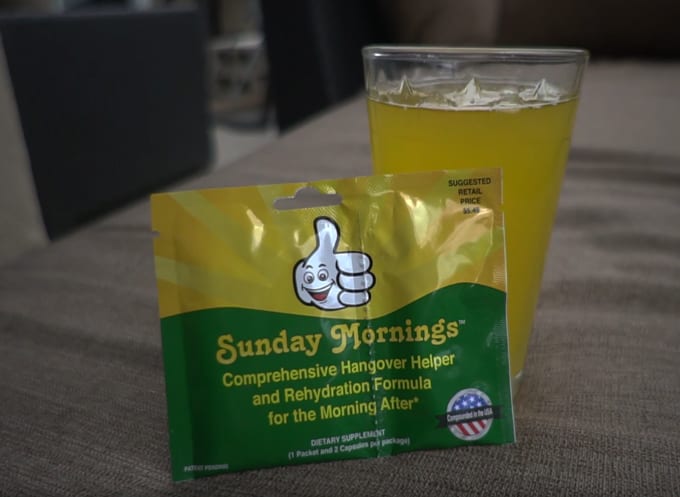 SUGGESTED
RETAIL
PRICE
$5.49
Sunday Mornings™
Comprehensive Hangover Helper
and Rehydration Formula
for the Morning After*
Compounded in the USA
DIETARY SUPPLEMENT
(1 Packet and 2 Capsules per package)
PATENT PENDING